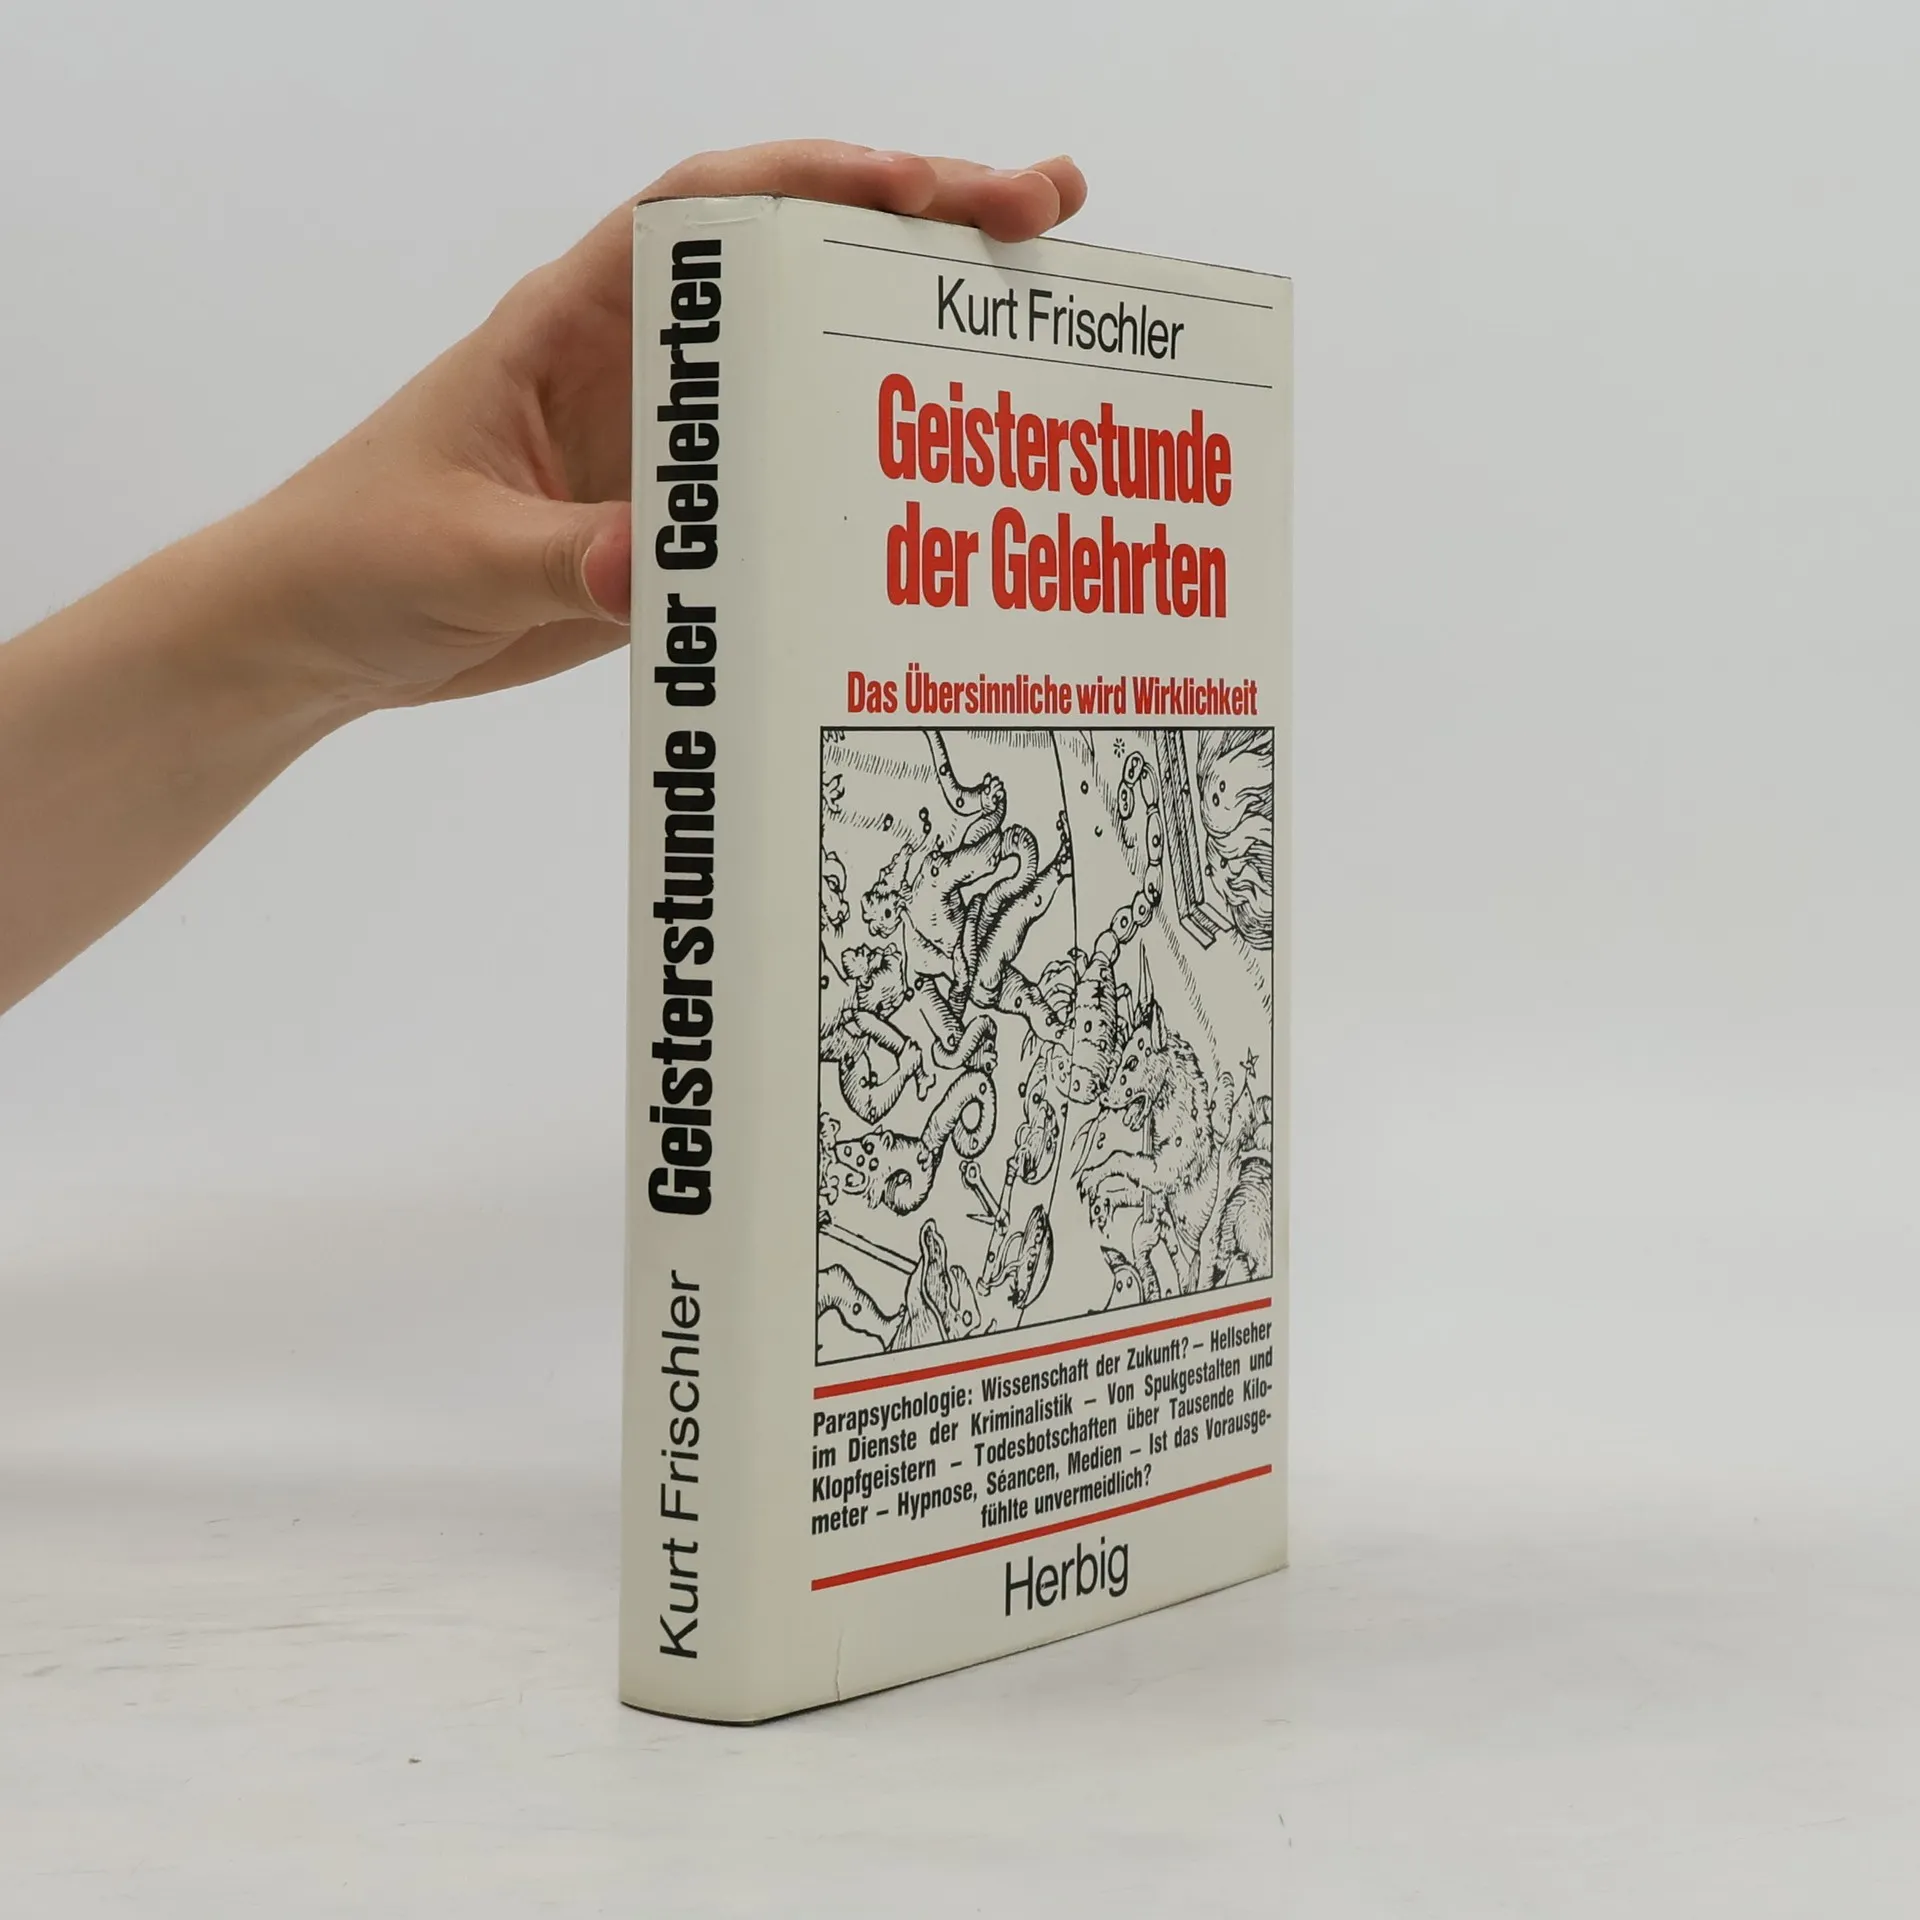 Kurt Frischler Geisterstunde der Gelehrten
Kurt Frischler
Geisterstunde
der Gelehrten
Das Übersinnliche wird Wirklichkeit
Parapsychologie: Wissenschaft der Zukunft? – Hellseher
im Dienste der Kriminalistik – Von Spukgestalten und
Klopfgeistern – Todesbotschaften über Tausende Kilo-
meter – Hypnose, Séancen, Medien – Ist das Vorausge-
fühlte unvermeidlich?
Herbig